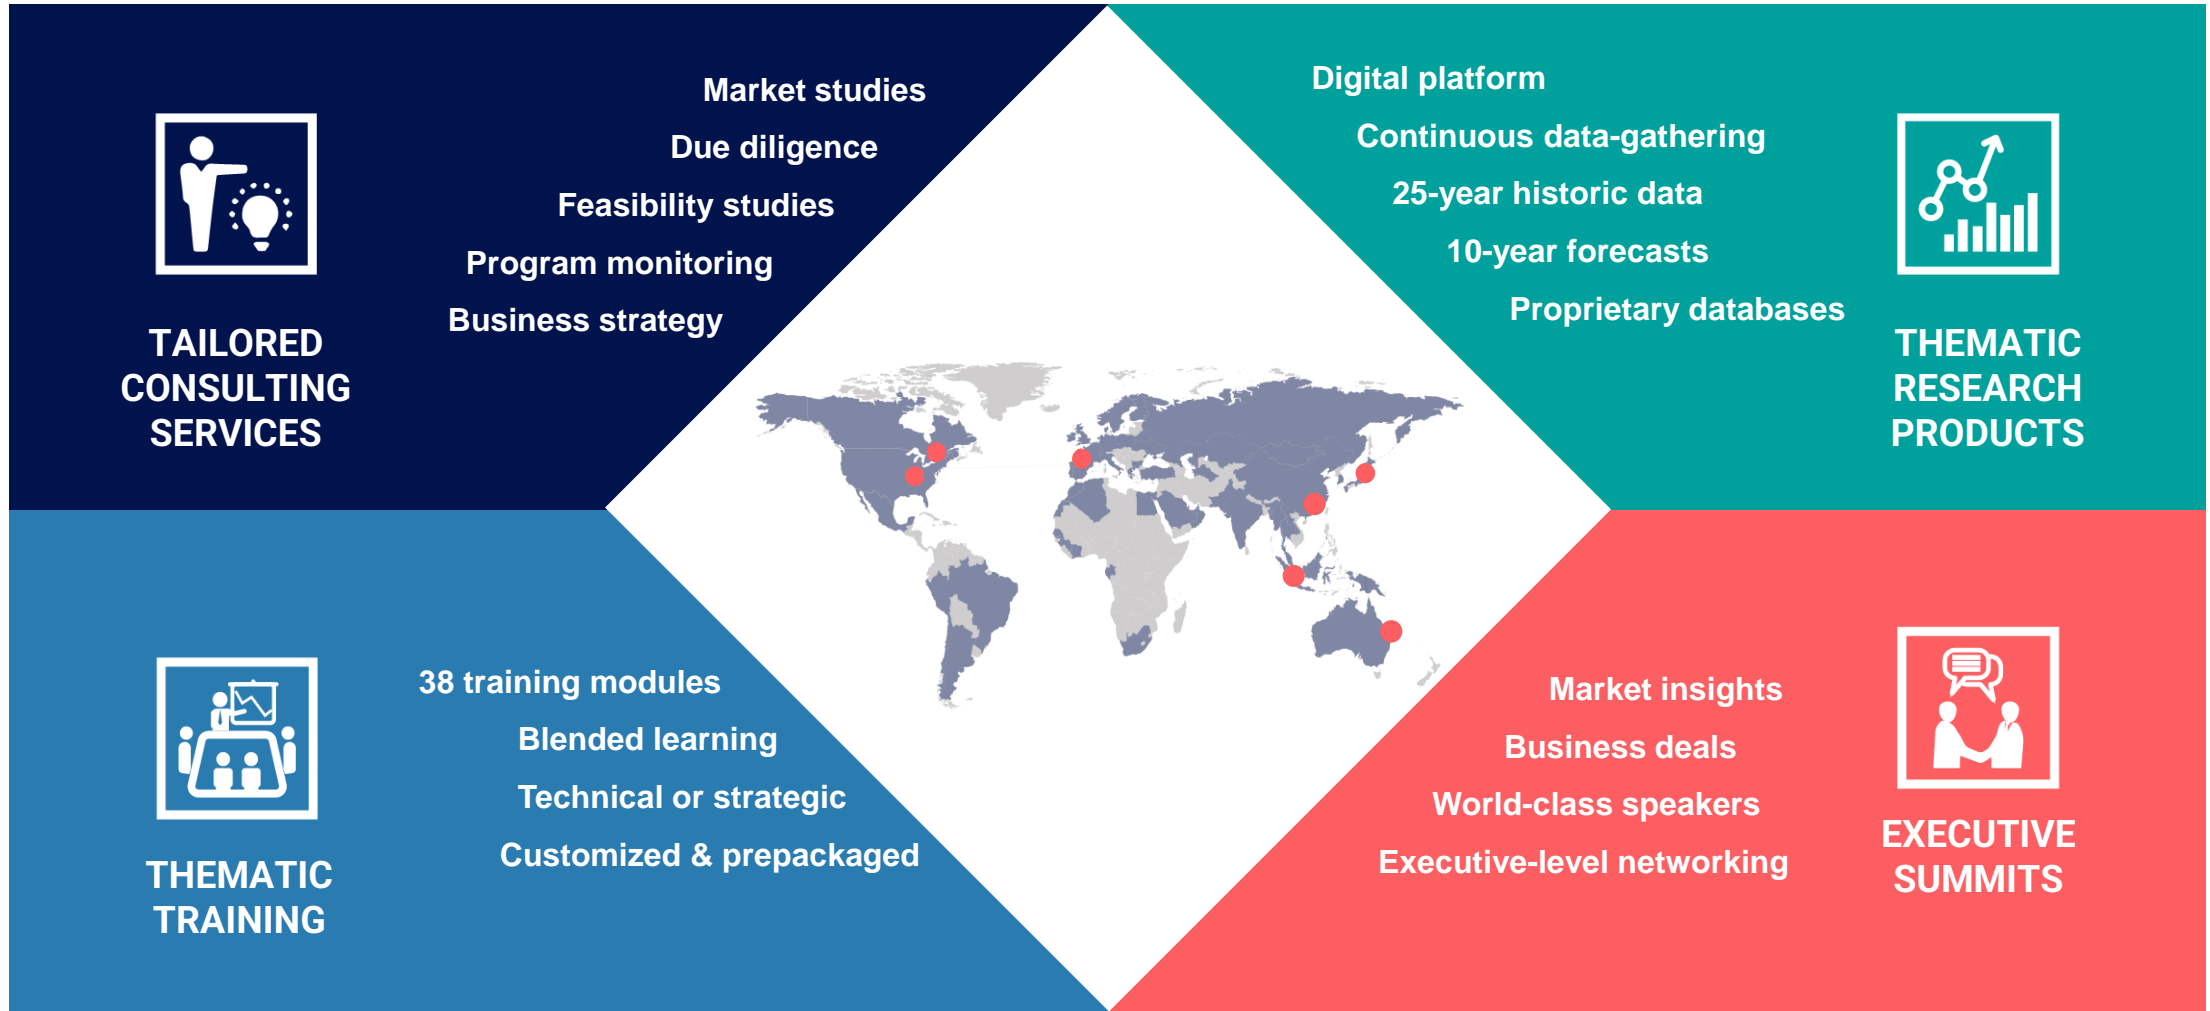 Market studies
Due diligence
Feasibility studies
Program monitoring
Business strategy
TAILORED
CONSULTING
SERVICES
Digital platform
Continuous data-gathering
25-year historic data
10-year forecasts
Proprietary databases
THEMATIC
RESEARCH
PRODUCTS
38 training modules
Blended learning
Technical or strategic
Customized & prepackaged
THEMATIC
TRAINING
Market insights
Business deals
World-class speakers
Executive-level networking
EXECUTIVE
SUMMITS